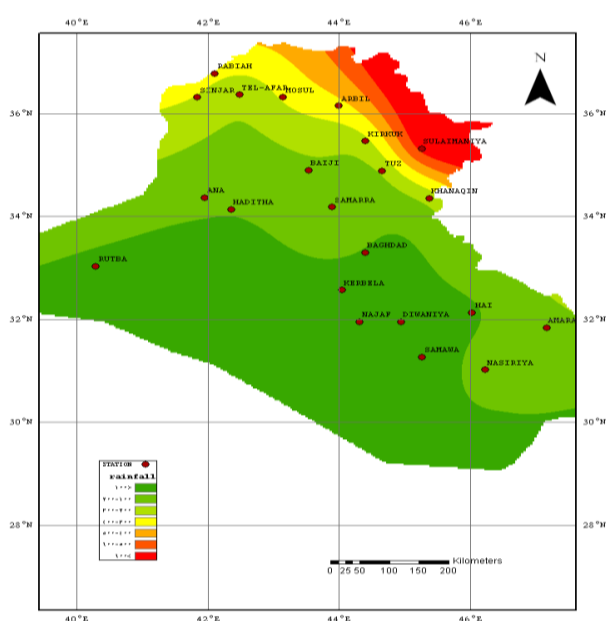 40°E 42°E 44°E 46°E
N
RABIAH
SINJAR TEL-AFAR MOSUL
ARBIL
36°N 36°N
KIRKUK
SULAIMANIYA
BAIJI TUZ
ANA KHANAQIN
HADITHA SAMARRA
34°N 34°N
BAGHDAD
RUTBA
KERBELA
HAI
32°N NAJAF DIWANIYA AMARA 32°N
SAMAWA
NASIRIYA
30°N 30°N
STATION
rainfall
28°N 28°N
Kilometers
0 25 50 100 150 200
40°E 42°E 44°E 46°E